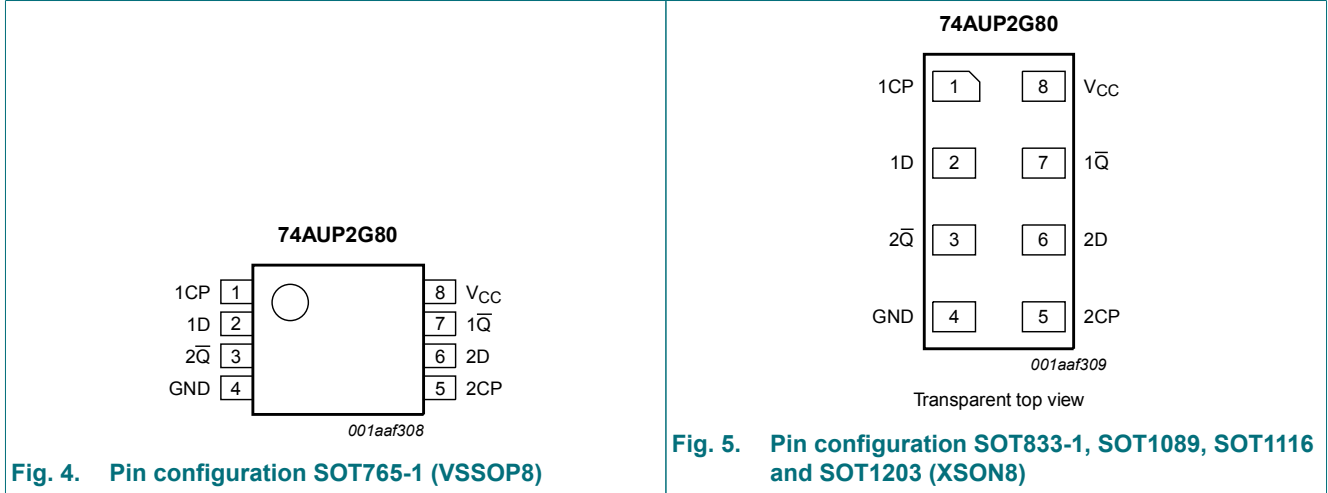 74AUP2G80
1CP 1 8 VCC
1D 2 7 1Q̅
2Q̅ 3 6 2D
GND 4 5 2CP
001aaf308
Fig. 4. Pin configuration SOT765-1 (VSSOP8)
74AUP2G80
1CP 1 8 VCC
1D 2 7 1Q̅
2Q̅ 3 6 2D
GND 4 5 2CP
001aaf309
Transparent top view
Fig. 5. Pin configuration SOT833-1, SOT1089, SOT1116
and SOT1203 (XSON8)